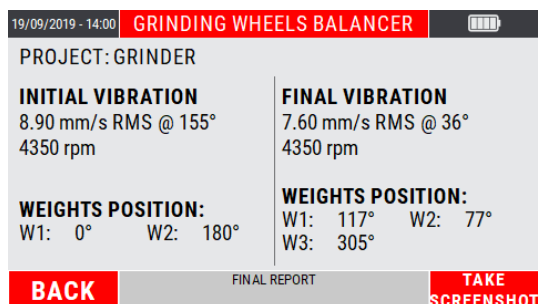 19/09/2019 - 14:00 GRINDING WHEELS BALANCER
PROJECT: GRINDER
INITIAL VIBRATION
8.90 mm/s RMS @ 155°
4350 rpm
WEIGHTS POSITION:
W1: 0° W2: 180°
FINAL VIBRATION
7.60 mm/s RMS @ 36°
4350 rpm
WEIGHTS POSITION:
W1: 117° W2: 77°
W3: 305°
BACK
FINAL REPORT
TAKE
SCREENSHOT